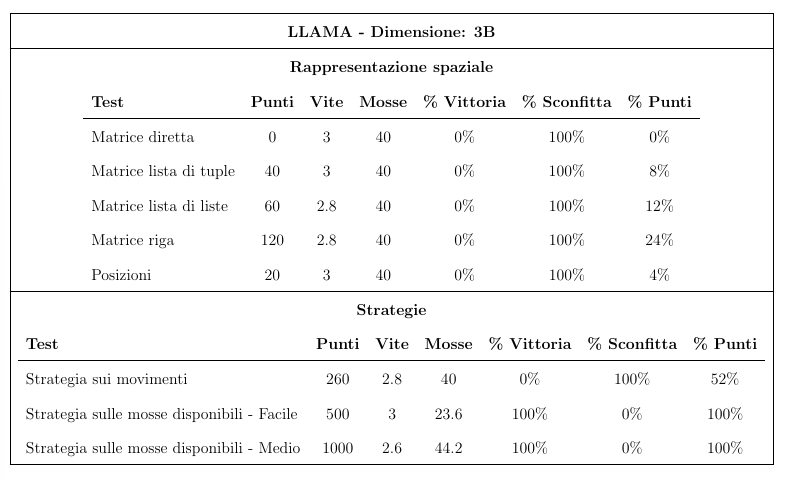 LLAMA - Dimensione: 3B
Rappresentazione spaziale
Test Punti Vite Mosse % Vittoria % Sconfitta % Punti
Matrice diretta 0 3 40 0% 100% 0%
Matrice lista di tuple 40 3 40 0% 100% 8%
Matrice lista di liste 60 2.8 40 0% 100% 12%
Matrice riga 120 2.8 40 0% 100% 24%
Posizioni 20 3 40 0% 100% 4%
Strategie
Test Punti Vite Mosse % Vittoria % Sconfitta % Punti
Strategia sui movimenti 260 2.8 40 0% 100% 52%
Strategia sulle mosse disponibili - Facile 500 3 23.6 100% 0% 100%
Strategia sulle mosse disponibili - Medio 1000 2.6 44.2 100% 0% 100%